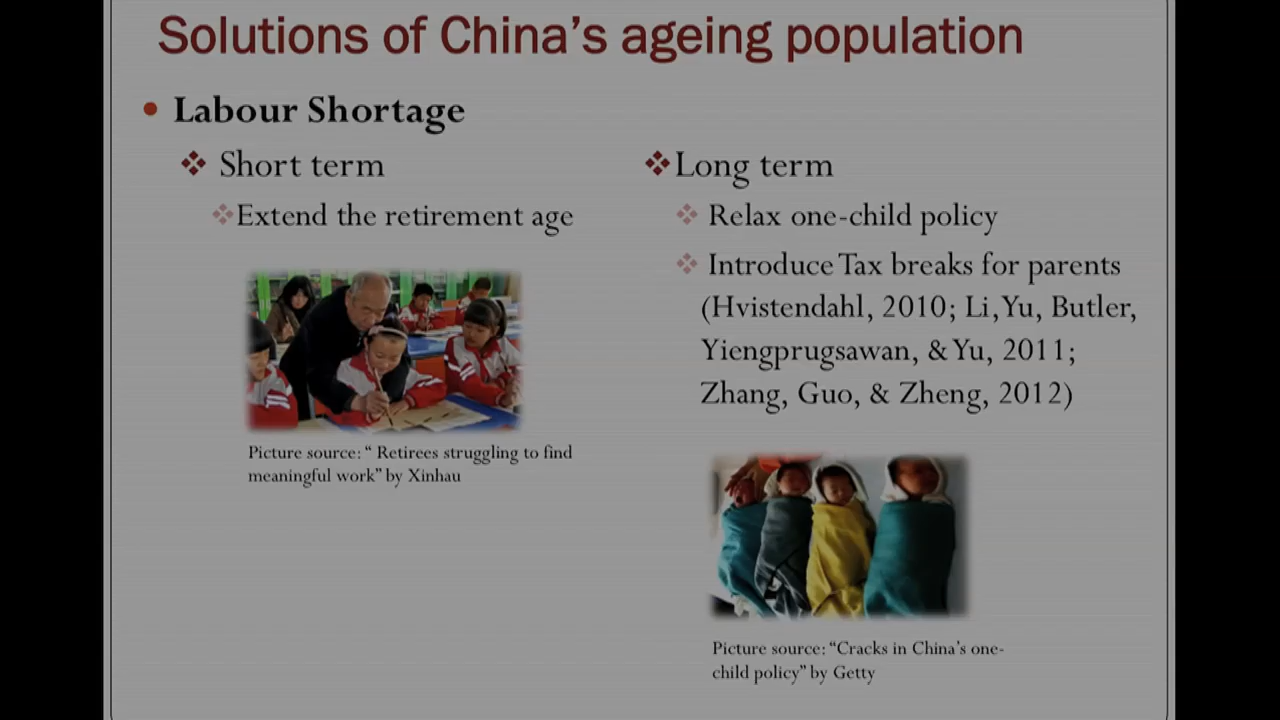 Solutions of China's ageing population
Labour Shortage
Short term
Extend the retirement age
Picture source: “ Retirees struggling to find
meaningful work” by Xinhau
Long term
Relax one-child policy
Introduce Tax breaks for parents
(Hvistendahl, 2010; Li, Yu, Butler,
Yiengprugsawan, & Yu, 2011;
Zhang, Guo, & Zheng, 2012)
Picture source: “Cracks in China's one-
child policy” by Getty